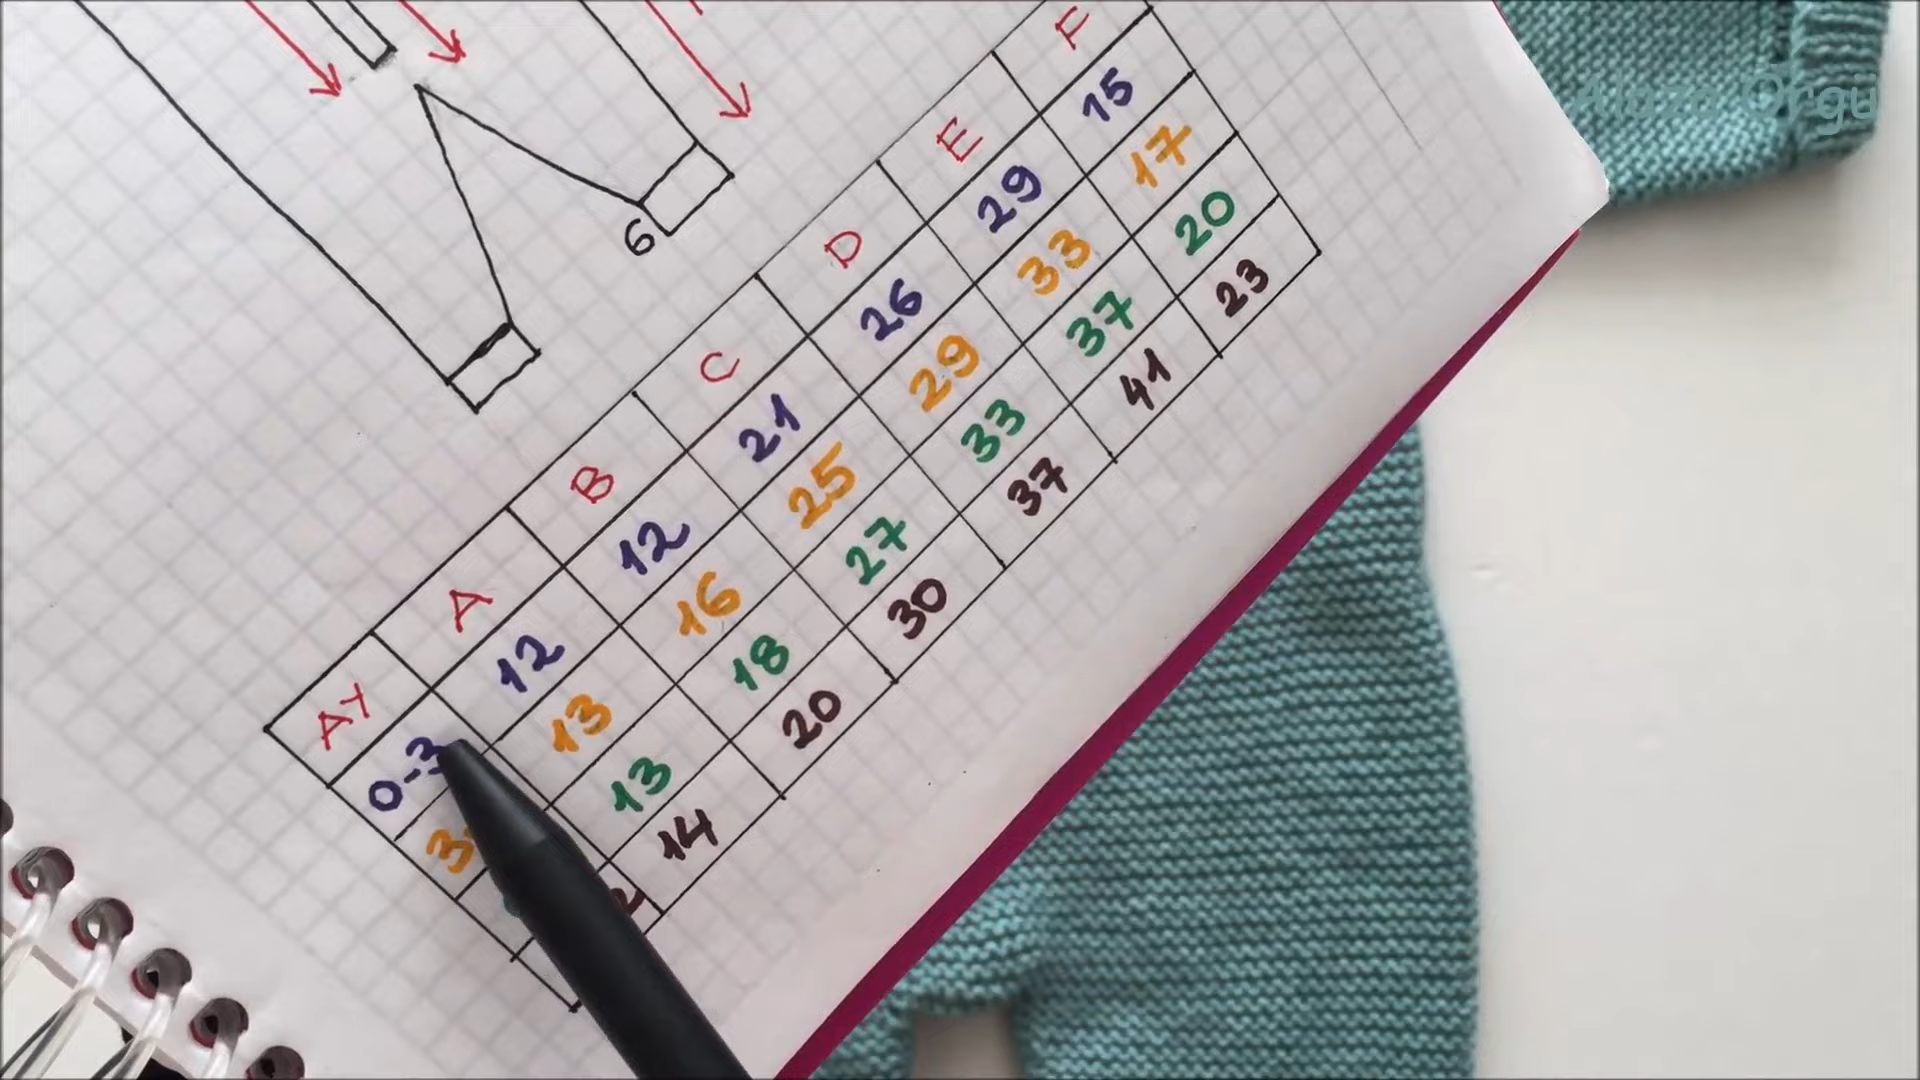 6
AY A B C D E F
0-3 12 12 21 26 29 15
13 16 25 29 33 17
13 18 27 33 37 20
14 20 30 37 41 23
Örgü